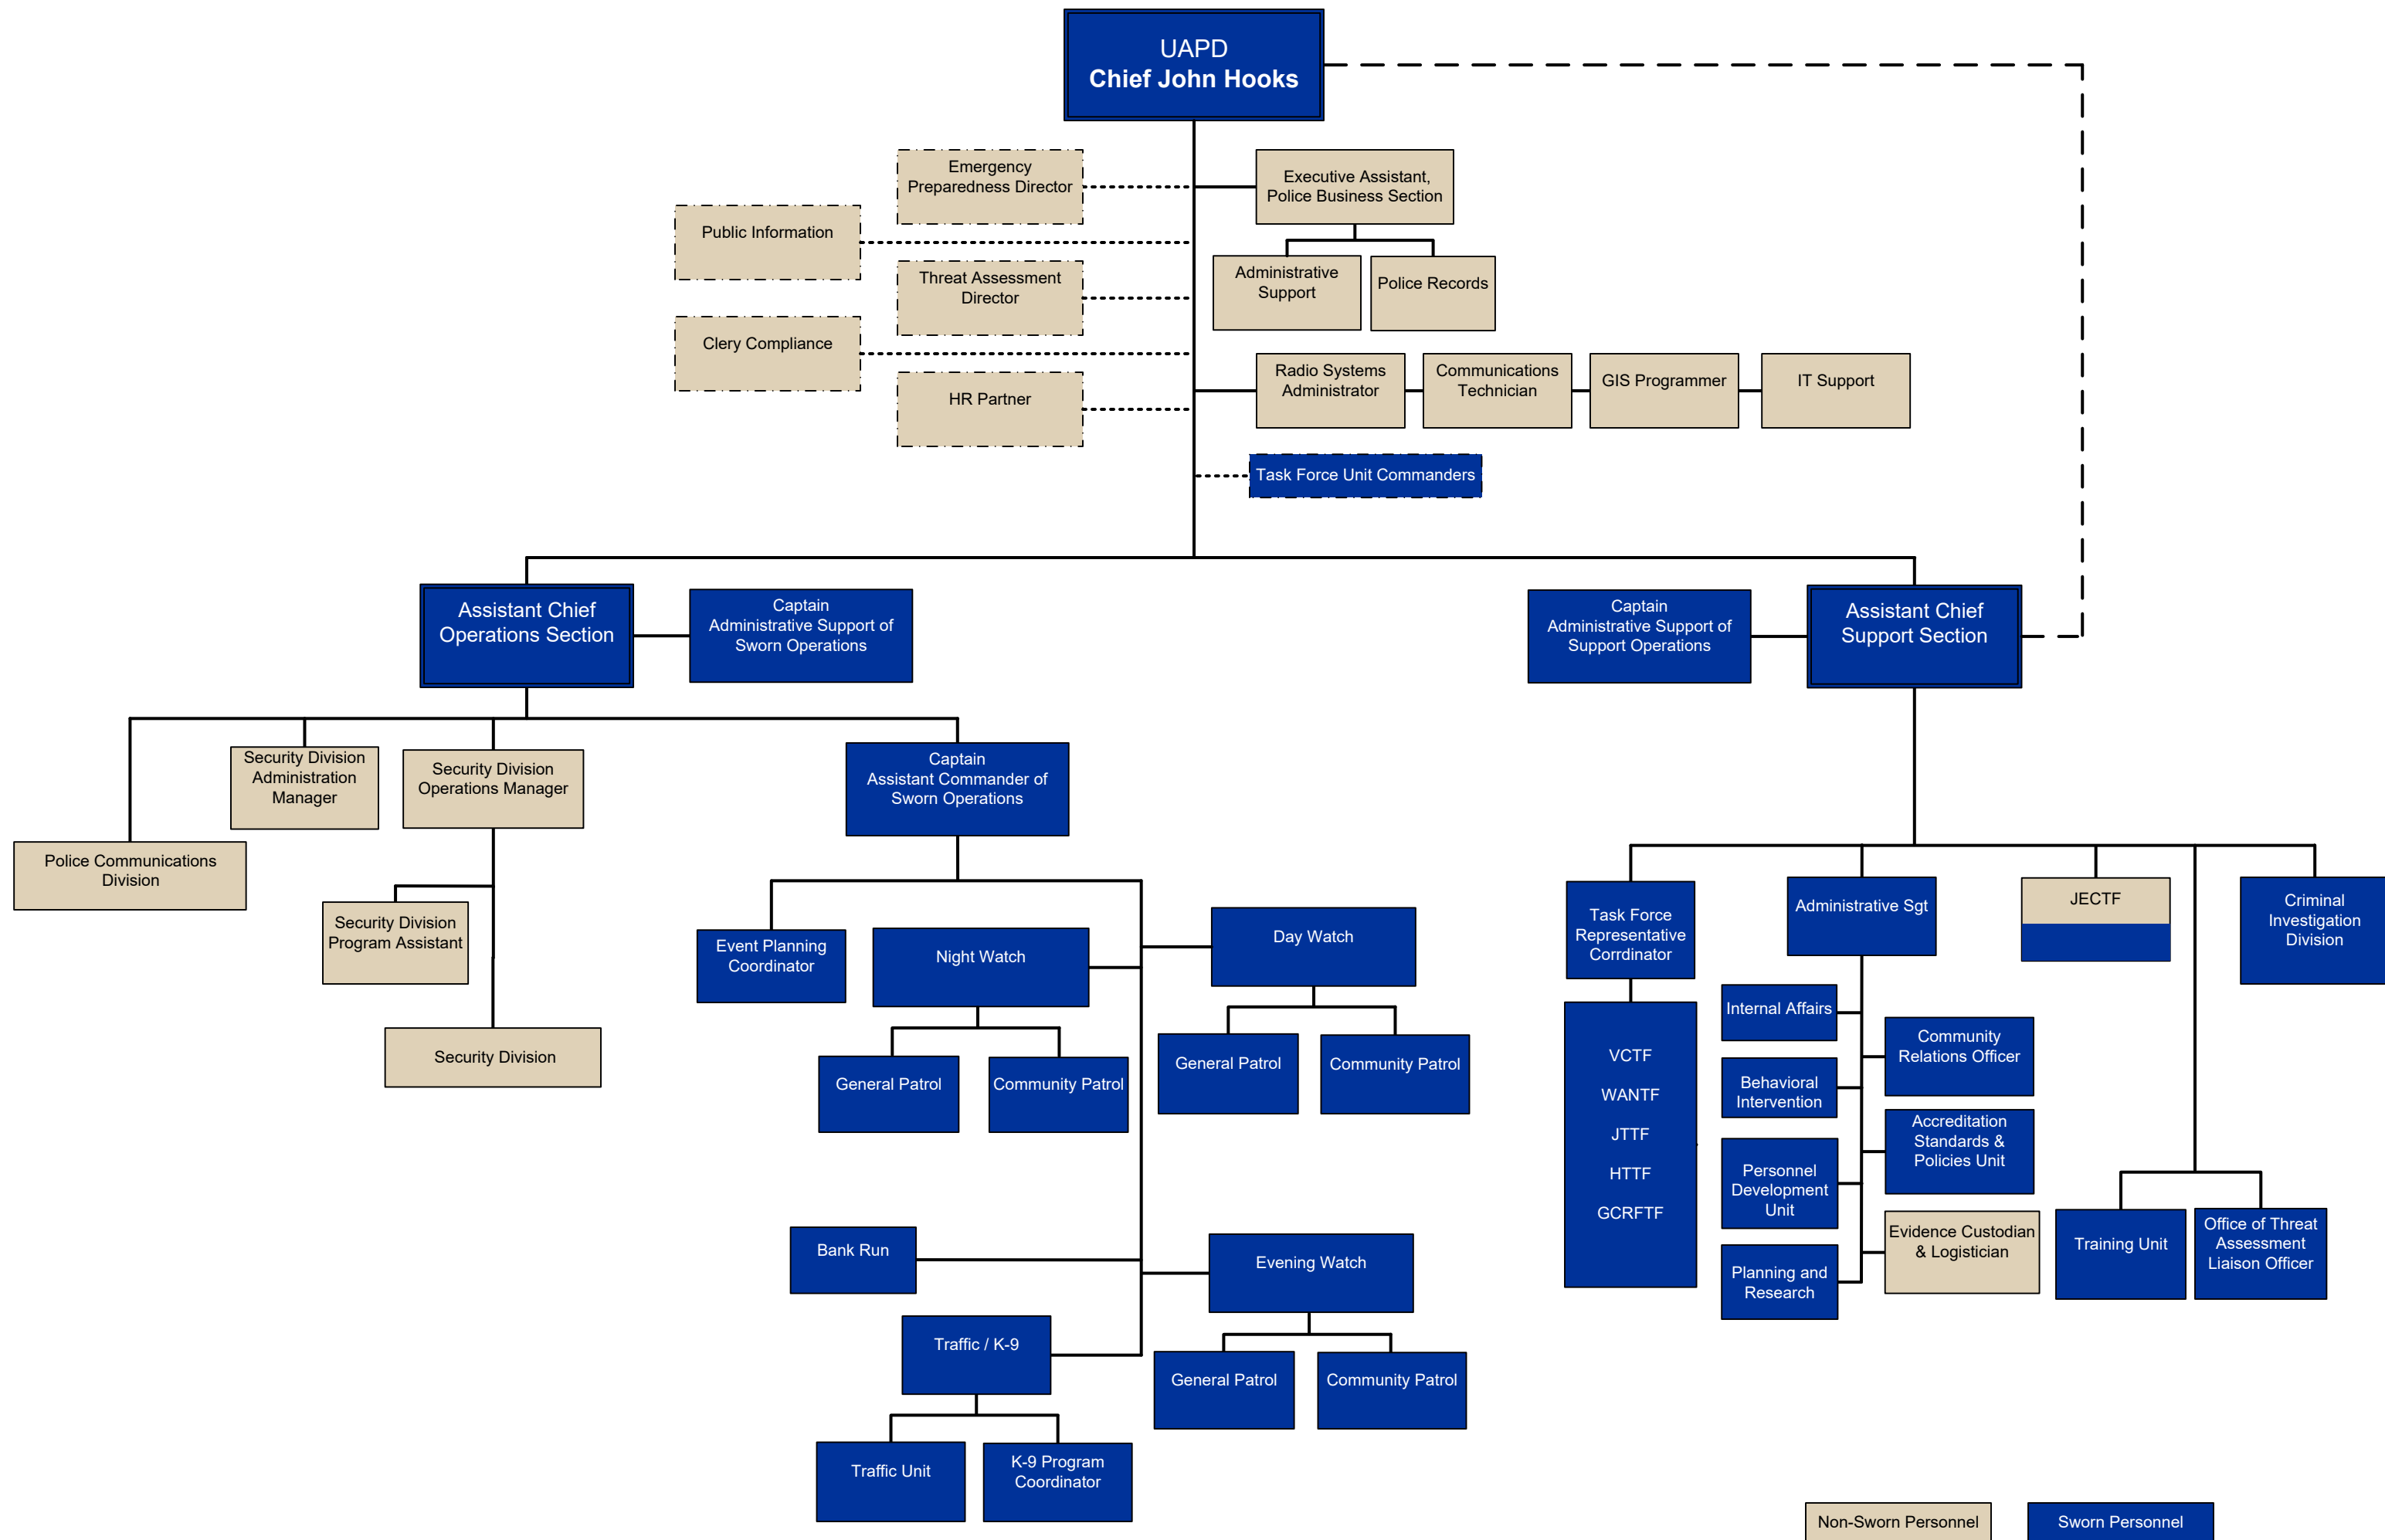 UAPD
Chief John Hooks
Emergency
Preparedness Director
Executive Assistant,
Police Business Section
Public Information
Administrative
Support
Police Records
Threat Assessment
Director
Clery Compliance
HR Partner
Radio Systems
Administrator
Communications
Technician
GIS Programmer
IT Support
Task Force Unit Commanders
Assistant Chief
Operations Section
Captain
Administrative Support of
Sworn Operations
Captain
Administrative Support of
Support Operations
Assistant Chief
Support Section
Security Division
Administration
Manager
Security Division
Operations Manager
Captain
Assistant Commander of
Sworn Operations
Police Communications
Division
Security Division
Program Assistant
Security Division
Event Planning
Coordinator
Night Watch
General Patrol
Community Patrol
Day Watch
General Patrol
Community Patrol
Bank Run
Evening Watch
General Patrol
Community Patrol
Traffic / K-9
Traffic Unit
K-9 Program
Coordinator
Task Force
Representative
Corrdinator
VCTF
WANTF
JTTF
HTTF
GCRFTF
Administrative Sgt
Internal Affairs
Community
Relations Officer
Behavioral
Intervention
Accreditation
Standards &
Policies Unit
Personnel
Development
Unit
Evidence Custodian
& Logistician
Planning and
Research
JECTF
Training Unit
Office of Threat
Assessment
Liaison Officer
Criminal
Investigation
Division
Non-Sworn Personnel
Sworn Personnel